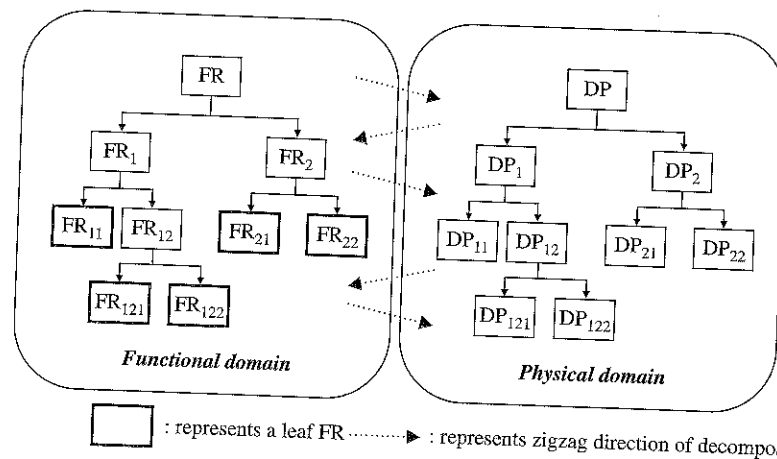 FR
DP
FR1
FR2
DP1
DP2
FR11
FR12
FR21
FR22
DP11
DP12
DP21
DP22
FR121
FR122
DP121
DP122
Functional domain
Physical domain
: represents a leaf FR
: represents zigzag direction of decompo